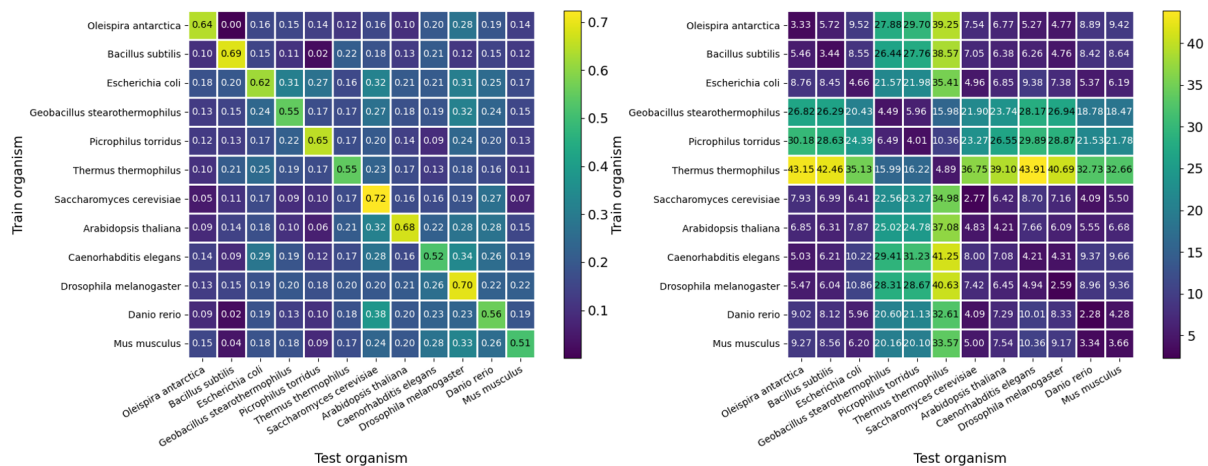 Train organism
Oleispira antarctica 0.64 0.00 0.16 0.15 0.14 0.12 0.16 0.10 0.20 0.28 0.19 0.14
Bacillus subtilis 0.10 0.69 0.15 0.11 0.02 0.22 0.18 0.13 0.21 0.12 0.15 0.12
Escherichia coli 0.18 0.20 0.62 0.31 0.27 0.16 0.32 0.21 0.21 0.31 0.25 0.17
Geobacillus stearothermophilus 0.13 0.15 0.24 0.55 0.17 0.17 0.27 0.18 0.19 0.32 0.24 0.15
Picrophilus torridus 0.12 0.13 0.17 0.22 0.65 0.10 0.22 0.14 0.09 0.24 0.20 0.13
Thermus thermophilus 0.10 0.21 0.25 0.19 0.17 0.55 0.23 0.17 0.13 0.18 0.16 0.11
Saccharomyces cerevisiae 0.05 0.11 0.17 0.09 0.10 0.17 0.72 0.16 0.16 0.19 0.27 0.07
Arabidopsis thaliana 0.09 0.14 0.18 0.10 0.06 0.21 0.32 0.68 0.22 0.28 0.28 0.15
Caenorhabditis elegans 0.17 0.09 0.29 0.19 0.12 0.17 0.28 0.16 0.52 0.34 0.26 0.19
Drosophila melanogaster 0.14 0.15 0.19 0.20 0.18 0.20 0.20 0.21 0.26 0.70 0.22 0.22
Danio rerio 0.09 0.02 0.19 0.13 0.10 0.18 0.38 0.20 0.23 0.23 0.56 0.19
Mus musculus 0.15 0.04 0.18 0.18 0.09 0.17 0.24 0.20 0.28 0.33 0.26 0.51
Oleispira antarctica
Bacillus subtilis
Escherichia coli
Geobacillus stearothermophilus
Picrophilus torridus
Thermus thermophilus
Saccharomyces cerevisiae
Arabidopsis thaliana
Caenorhabditis elegans
Drosophila melanogaster
Danio rerio
Mus musculus
Test organism
0.7
0.6
0.5
0.4
0.3
0.2
0.1
Train organism
Oleispira antarctica 3.33 5.72 9.52 27.88 29.70 39.25 7.54 6.77 5.27 4.77 8.89 9.42
Bacillus subtilis 5.46 3.44 8.55 26.44 27.76 38.57 7.05 6.38 6.26 4.76 8.42 8.64
Escherichia coli 8.76 8.45 4.66 21.57 21.98 35.41 4.96 6.85 9.38 7.38 5.37 6.19
Geobacillus stearothermophilus 26.82 26.29 20.43 4.49 5.96 15.98 21.90 23.74 28.17 26.94 18.78 18.47
Picrophilus torridus 30.18 28.63 24.39 6.49 4.01 10.36 23.27 26.55 29.89 28.87 21.53 21.78
Thermus thermophilus 43.15 42.46 35.13 15.99 16.22 4.89 36.75 39.10 43.91 40.69 32.73 32.66
Saccharomyces cerevisiae 7.93 6.99 6.41 22.56 23.27 34.98 2.77 6.42 8.70 7.16 4.09 5.50
Arabidopsis thaliana 6.85 6.31 7.87 25.02 24.78 37.08 4.83 4.21 7.66 6.09 5.55 6.68
Caenorhabditis elegans 5.03 6.21 10.22 29.41 31.23 41.25 8.00 7.08 4.21 4.31 9.37 9.66
Drosophila melanogaster 5.47 6.04 10.86 28.31 28.67 40.63 7.42 6.45 4.94 2.59 8.96 9.36
Danio rerio 9.02 8.12 5.96 20.60 21.13 32.61 4.09 7.29 10.01 8.33 2.28 4.28
Mus musculus 9.27 8.56 6.20 20.16 20.10 33.57 5.00 7.54 10.36 9.17 3.34 3.66
Oleispira antarctica
Bacillus subtilis
Escherichia coli
Geobacillus stearothermophilus
Picrophilus torridus
Thermus thermophilus
Saccharomyces cerevisiae
Arabidopsis thaliana
Caenorhabditis elegans
Drosophila melanogaster
Danio rerio
Mus musculus
Test organism
40
35
30
25
20
15
10
5